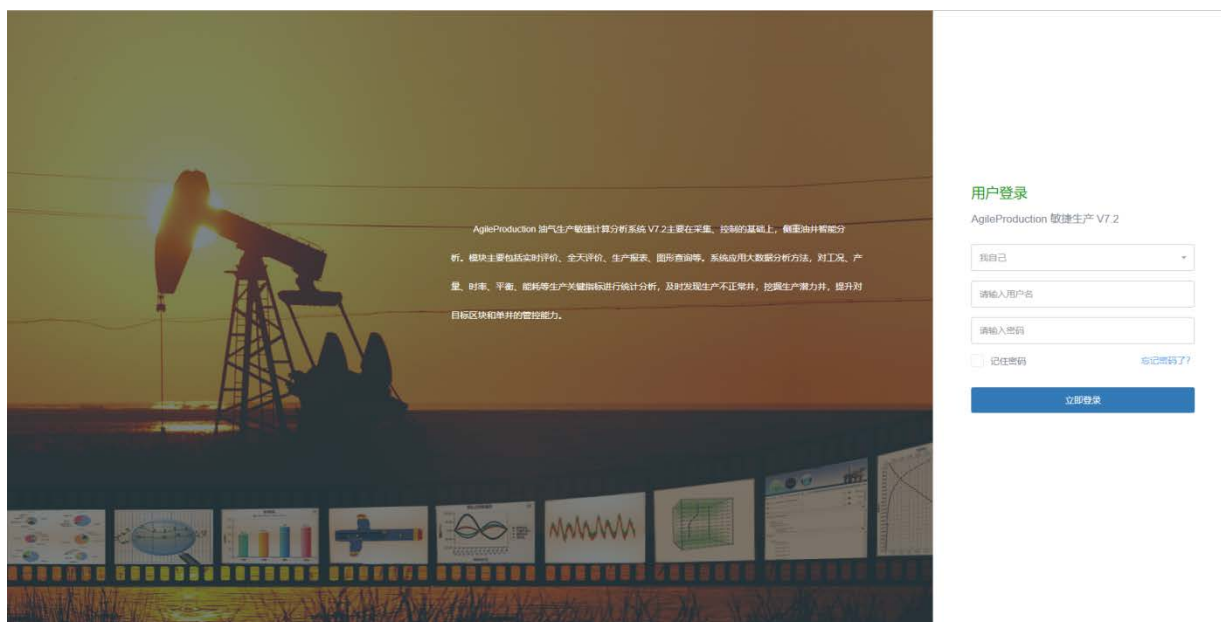 AgileProduction 油气生产敏捷计算分析系统 V7.2主要在采集、控制的基础上，侧重油井智能分
析。模块主要包括实时评价、全天评价、生产报表、图形查询等。系统应用大数据分析方法，对工况、产
量、时率、平衡、能耗等生产关键指标进行统计分析，及时发现生产不正常井，挖掘生产潜力井，提升对
目标区块和单井的管控能力。
用户登录
AgileProduction 敏捷生产 V7.2
我自己
请输入用户名
请输入密码
记住密码
忘记密码了?
立即登录